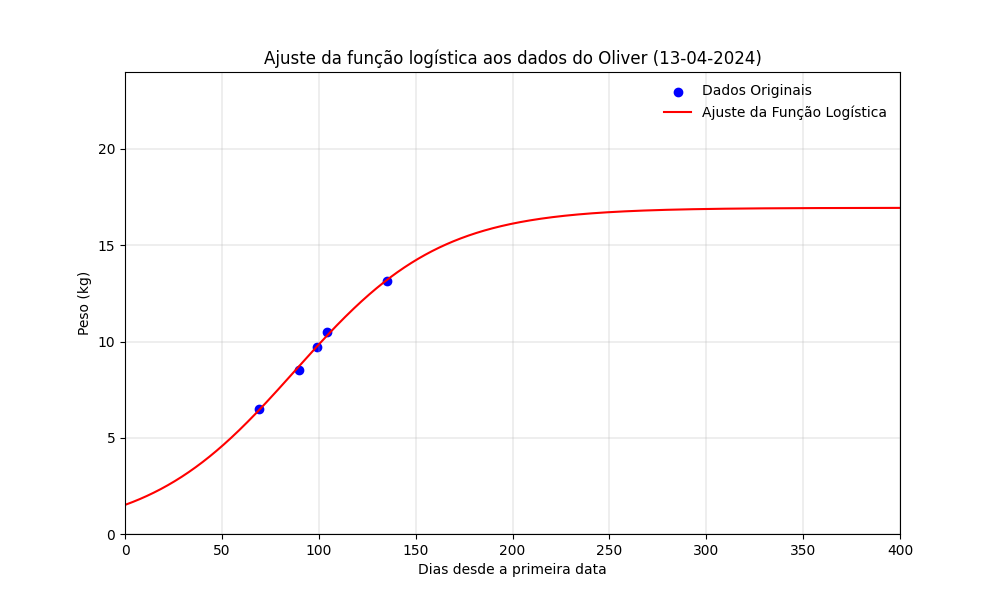 Ajuste da função logística aos dados do Oliver (13-04-2024)
Dados Originais
Ajuste da Função Logística
20
15
10
5
0
Peso (kg)
0 50 100 150 200 250 300 350 400
Dias desde a primeira data